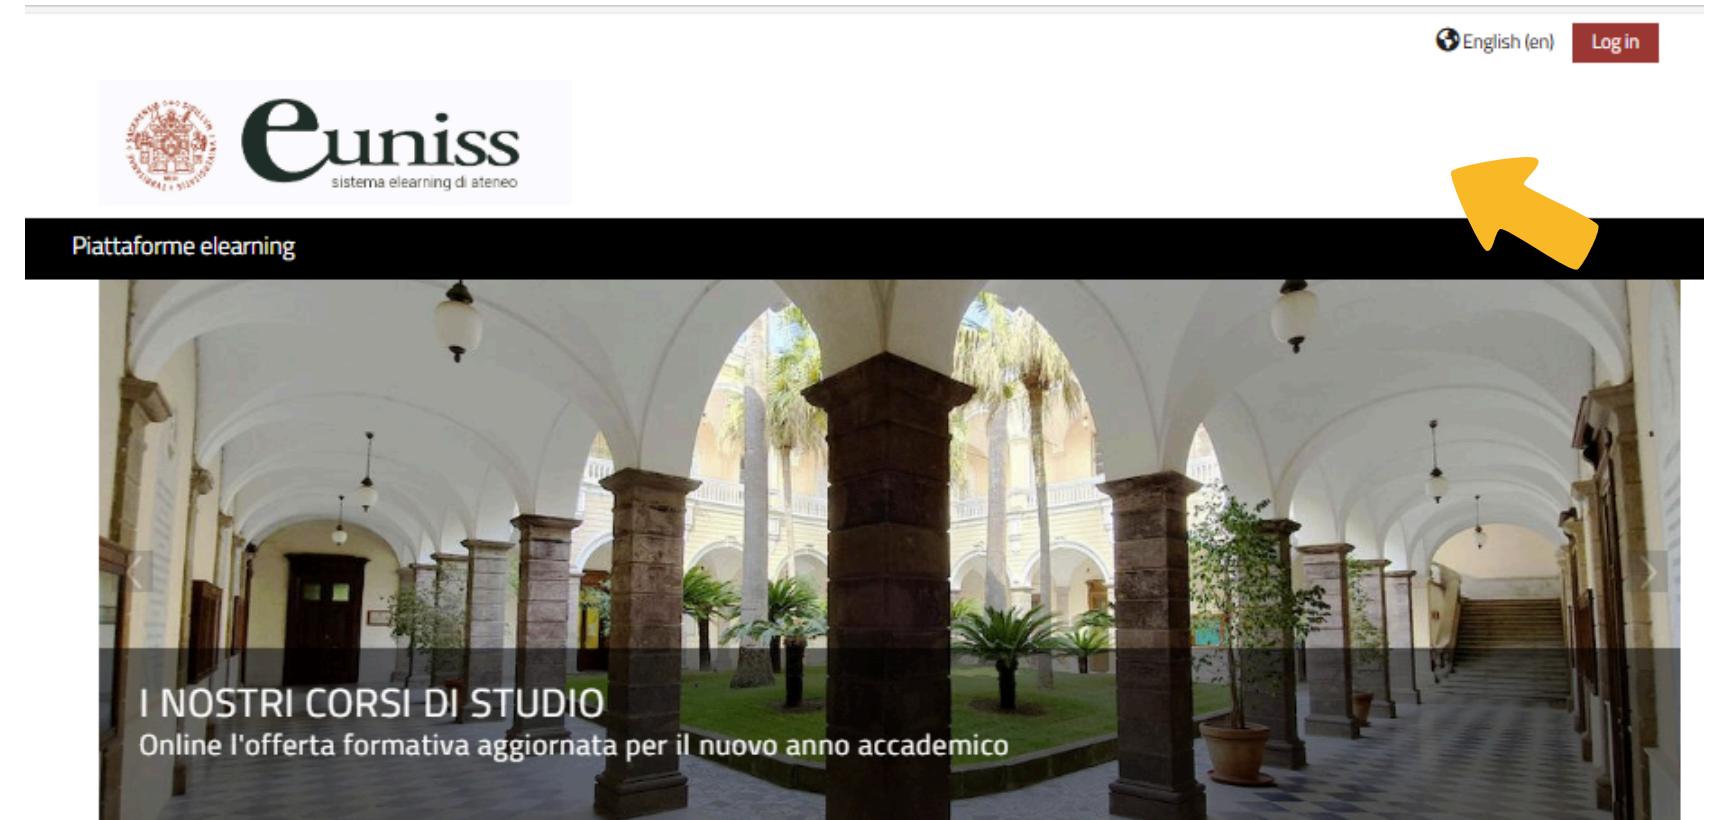 English (en) Log in
euniss
sistema elearning di ateneo
Piattaforme elearning
I NOSTRI CORSI DI STUDIO
Online l'offerta formativa aggiornata per il nuovo anno accademico